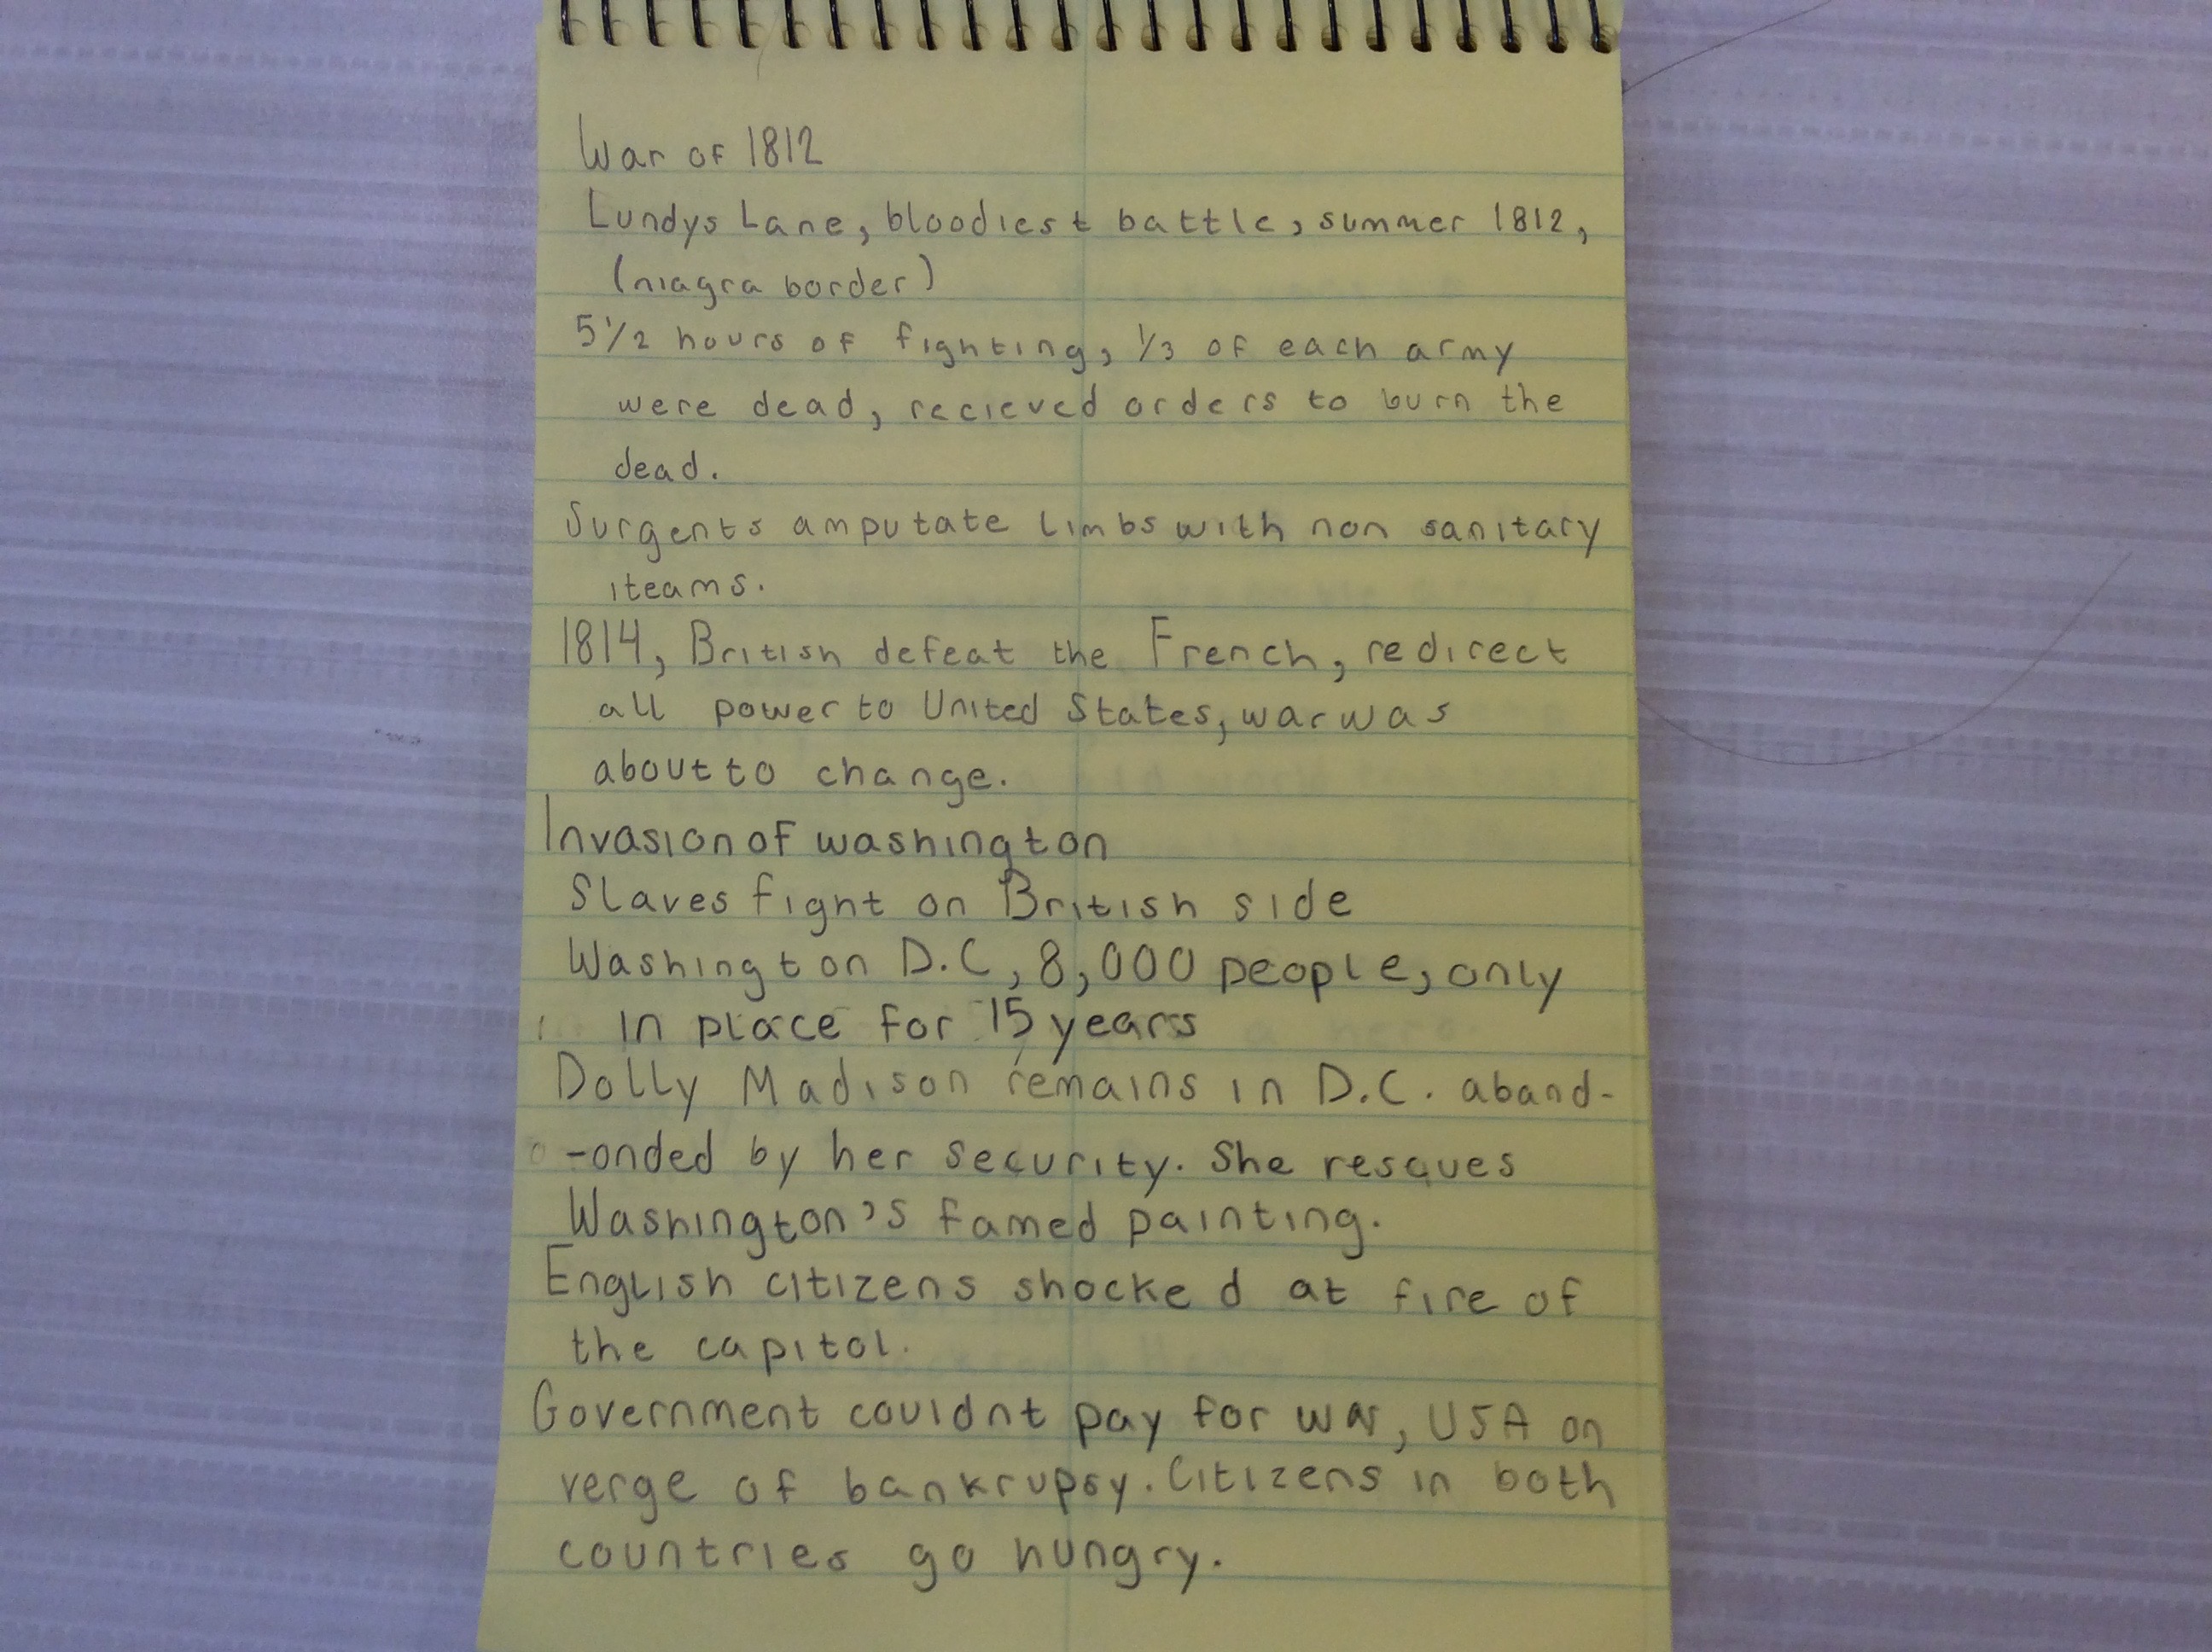 War of 1812
Lundys Lane, bloodiest battle, summer 1812,
(niagra border)
5 1/2 hours of fighting, 1/3 of each army
were dead, recieved orders to burn the
dead.
Surgents amputate limbs with non sanitary
iteams.
1814, British defeat the French, redirect
all power to United States, war was
about to change.
Invasion of washington
Slaves fight on British side
Washington D.C, 8,000 people, only
in place for 15 years
Dolly Madison remains in D.C. aband-
-onded by her security. She resques
Washington's famed painting.
English citizens shocked at fire of
the capitol.
Government couldnt pay for war, USA on
verge of bankrupsy. Citizens in both
countries go hungry.